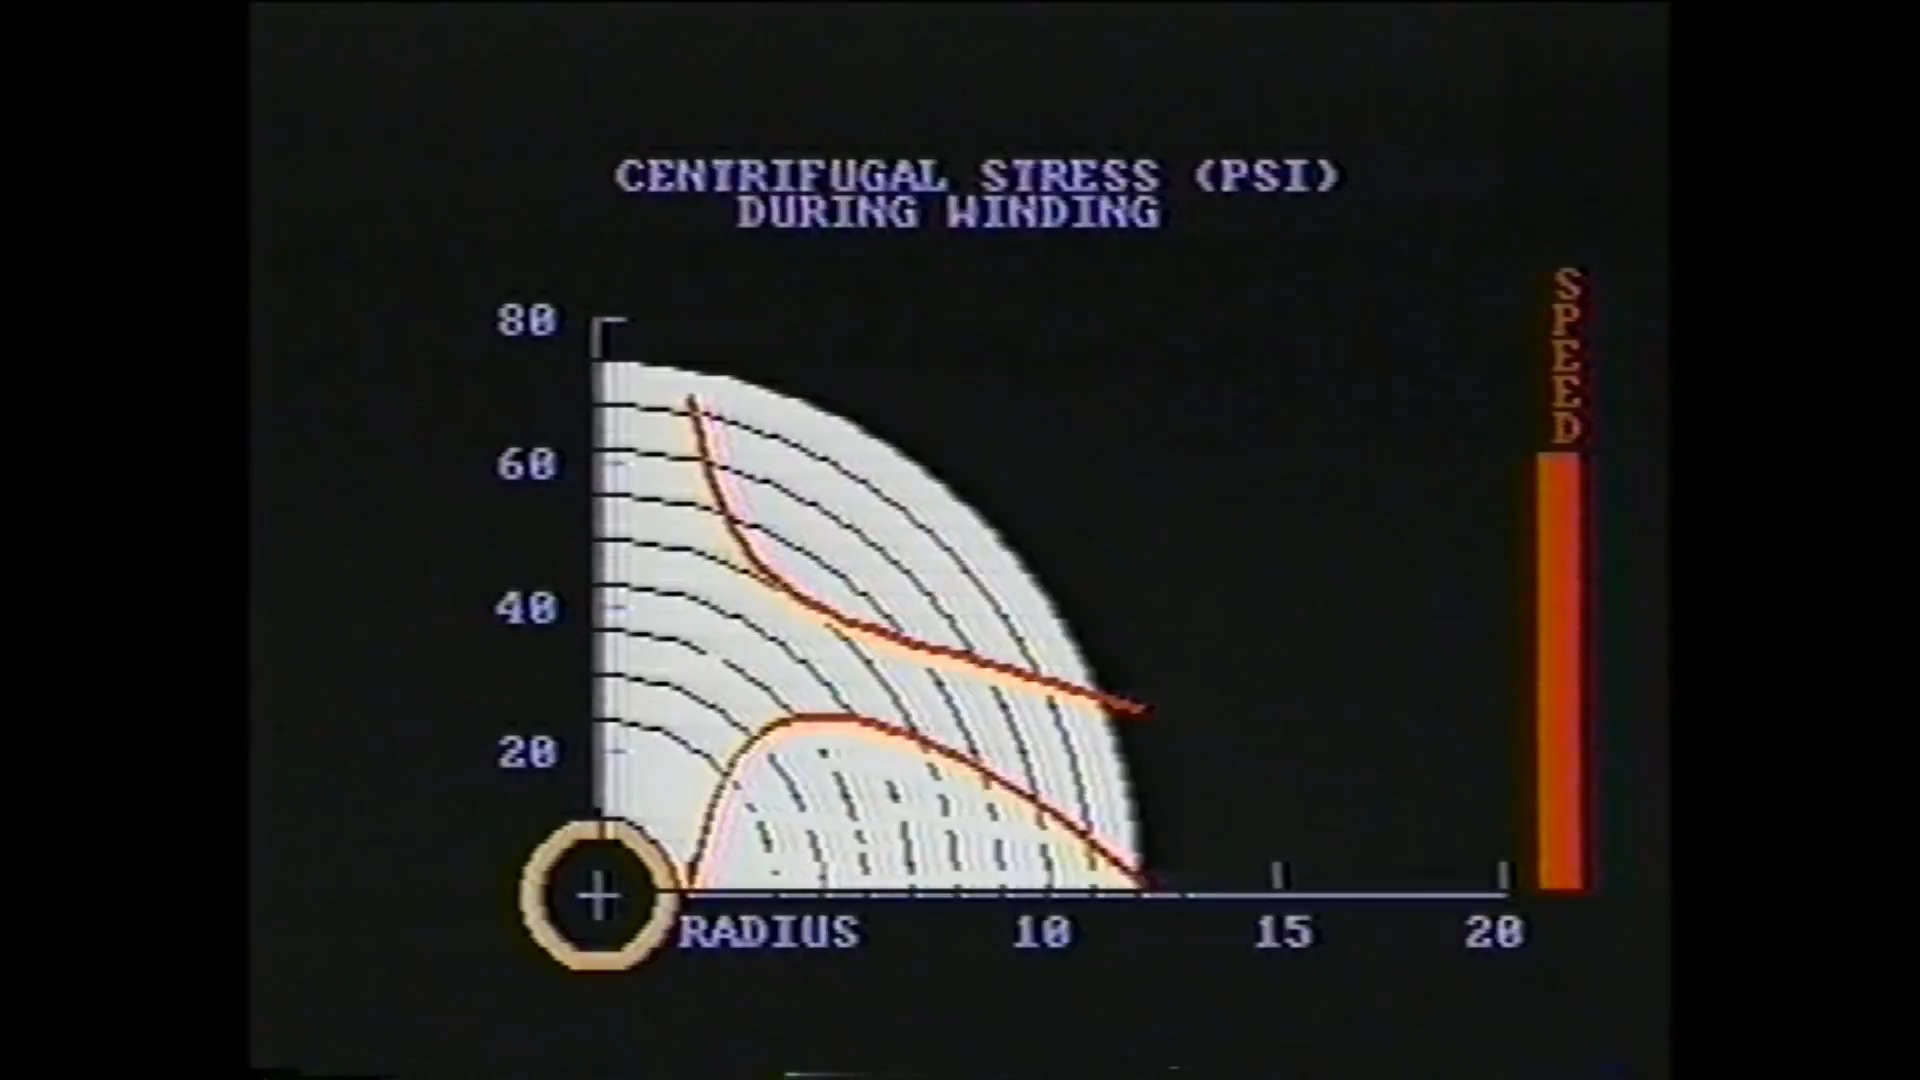 CENTRIFUGAL STRESS (PSI)
DURING WINDING
SPEED
80
60
40
20
RADIUS 10 15 20